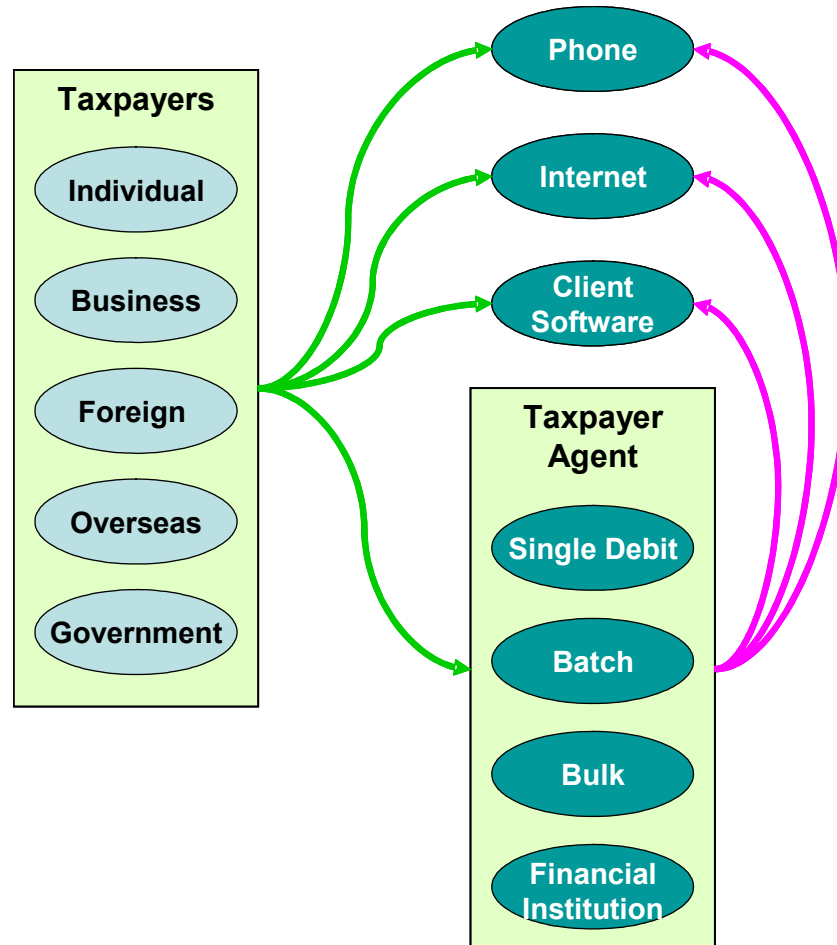 Taxpayers
Individual
Business
Foreign
Overseas
Government
Phone
Internet
Client
Software
Taxpayer
Agent
Single Debit
Batch
Bulk
Financial
Institution